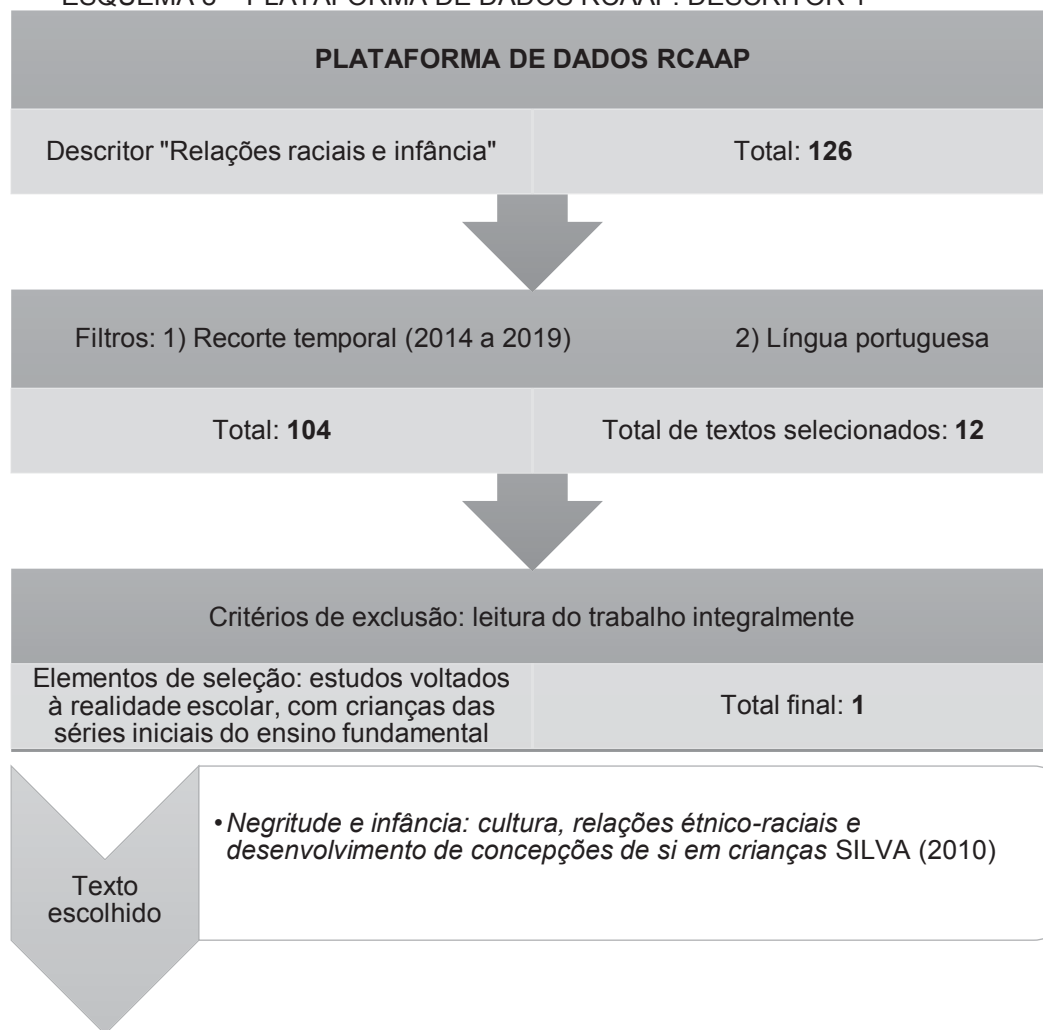 PLATAFORMA DE DADOS RCAAP
Descritor "Relações raciais e infância"
Total: 126
Filtros: 1) Recorte temporal (2014 a 2019)
2) Língua portuguesa
Total: 104
Total de textos selecionados: 12
Critérios de exclusão: leitura do trabalho integralmente
Elementos de seleção: estudos voltados
à realidade escolar, com crianças das
séries iniciais do ensino fundamental
Total final: 1
Texto
escolhido
• Negritude e infância: cultura, relações étnico-raciais e
desenvolvimento de concepções de si em crianças SILVA (2010)